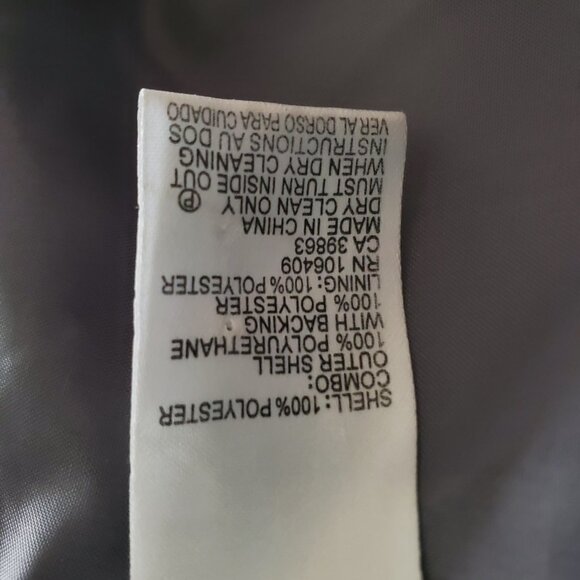 SHELL: 100% POLYESTER
COMBO:
OUTER SHELL
100% POLYURETHANE
WITH BACKING
100% POLYESTER
LINING: 100% POLYESTER
RN 106409
CA 39863
MADE IN CHINA
DRY CLEAN ONLY Ⓟ
MUST TURN INSIDE OUT
WHEN DRY CLEANING
INSTRUCTIONS AU DOS
VER AL DORSO PARA CUIDADO